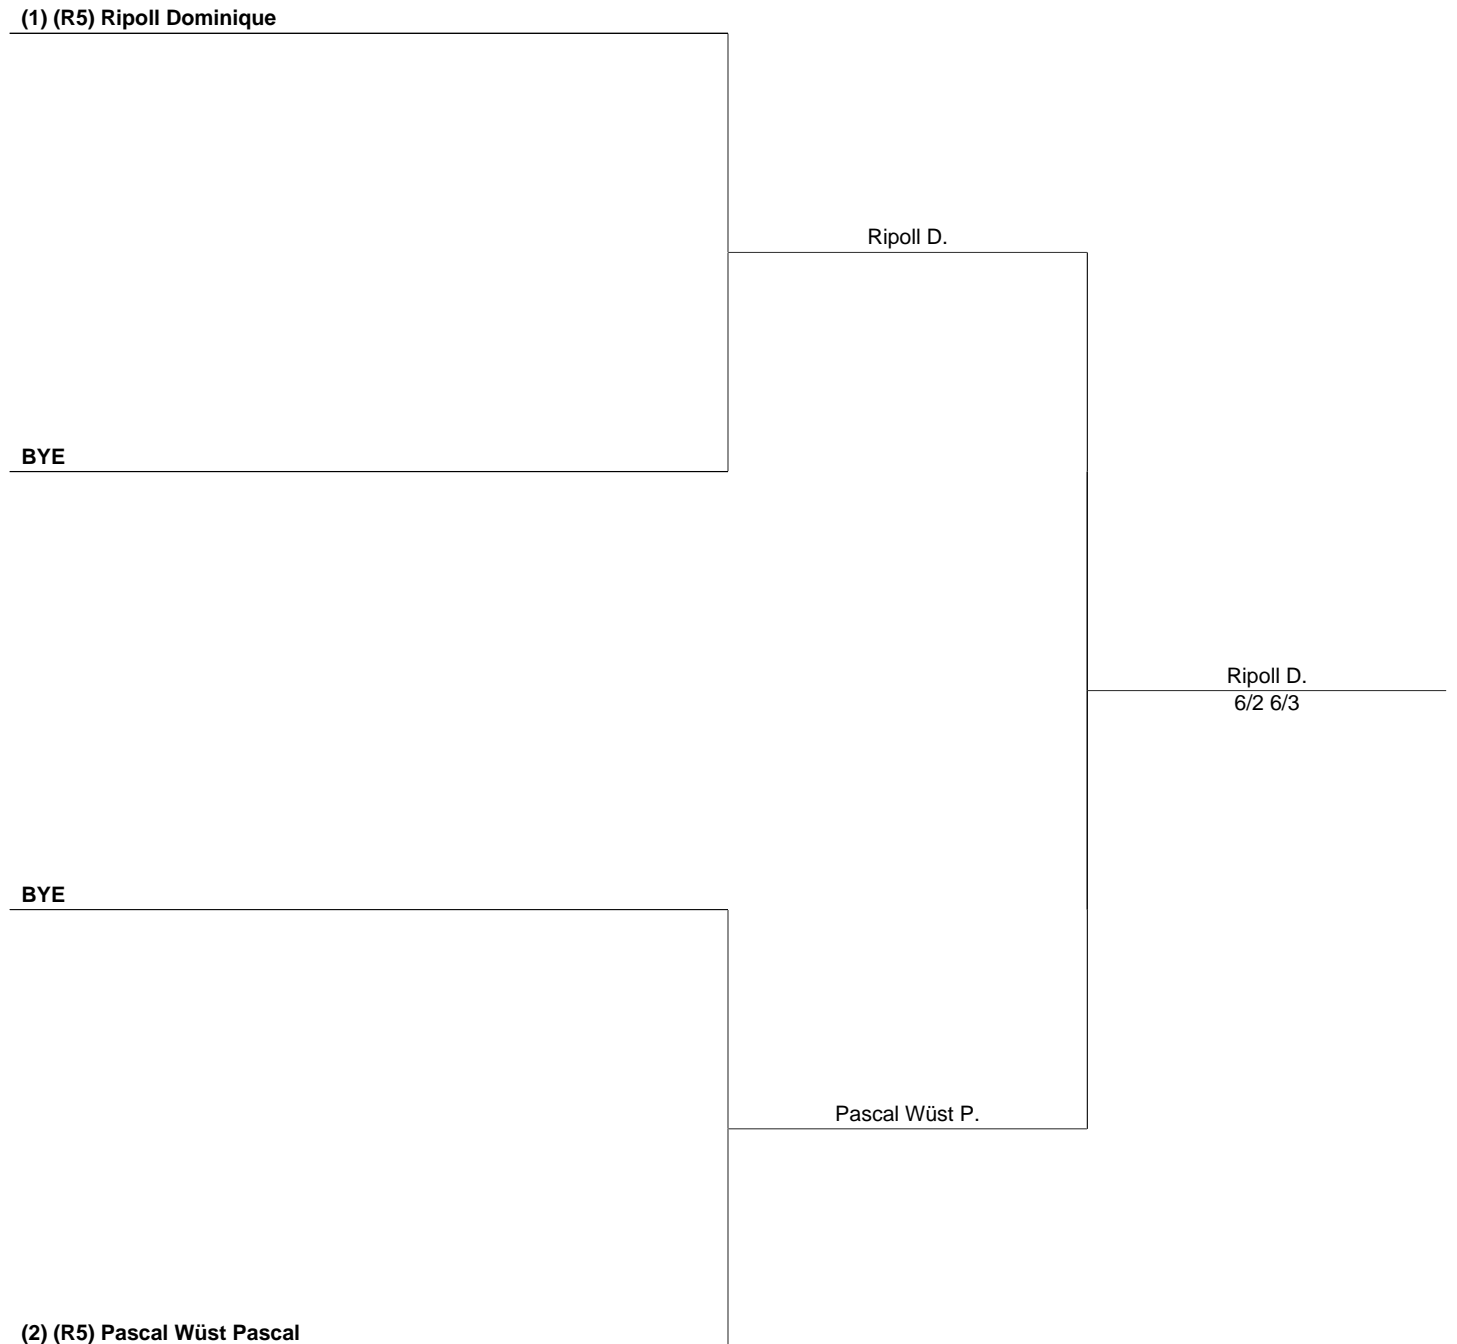 (1) (R5) Ripoll Dominique
Ripoll D.
BYE
Ripoll D.
6/2 6/3
BYE
Pascal Wüst P.
(2) (R5) Pascal Wüst Pascal